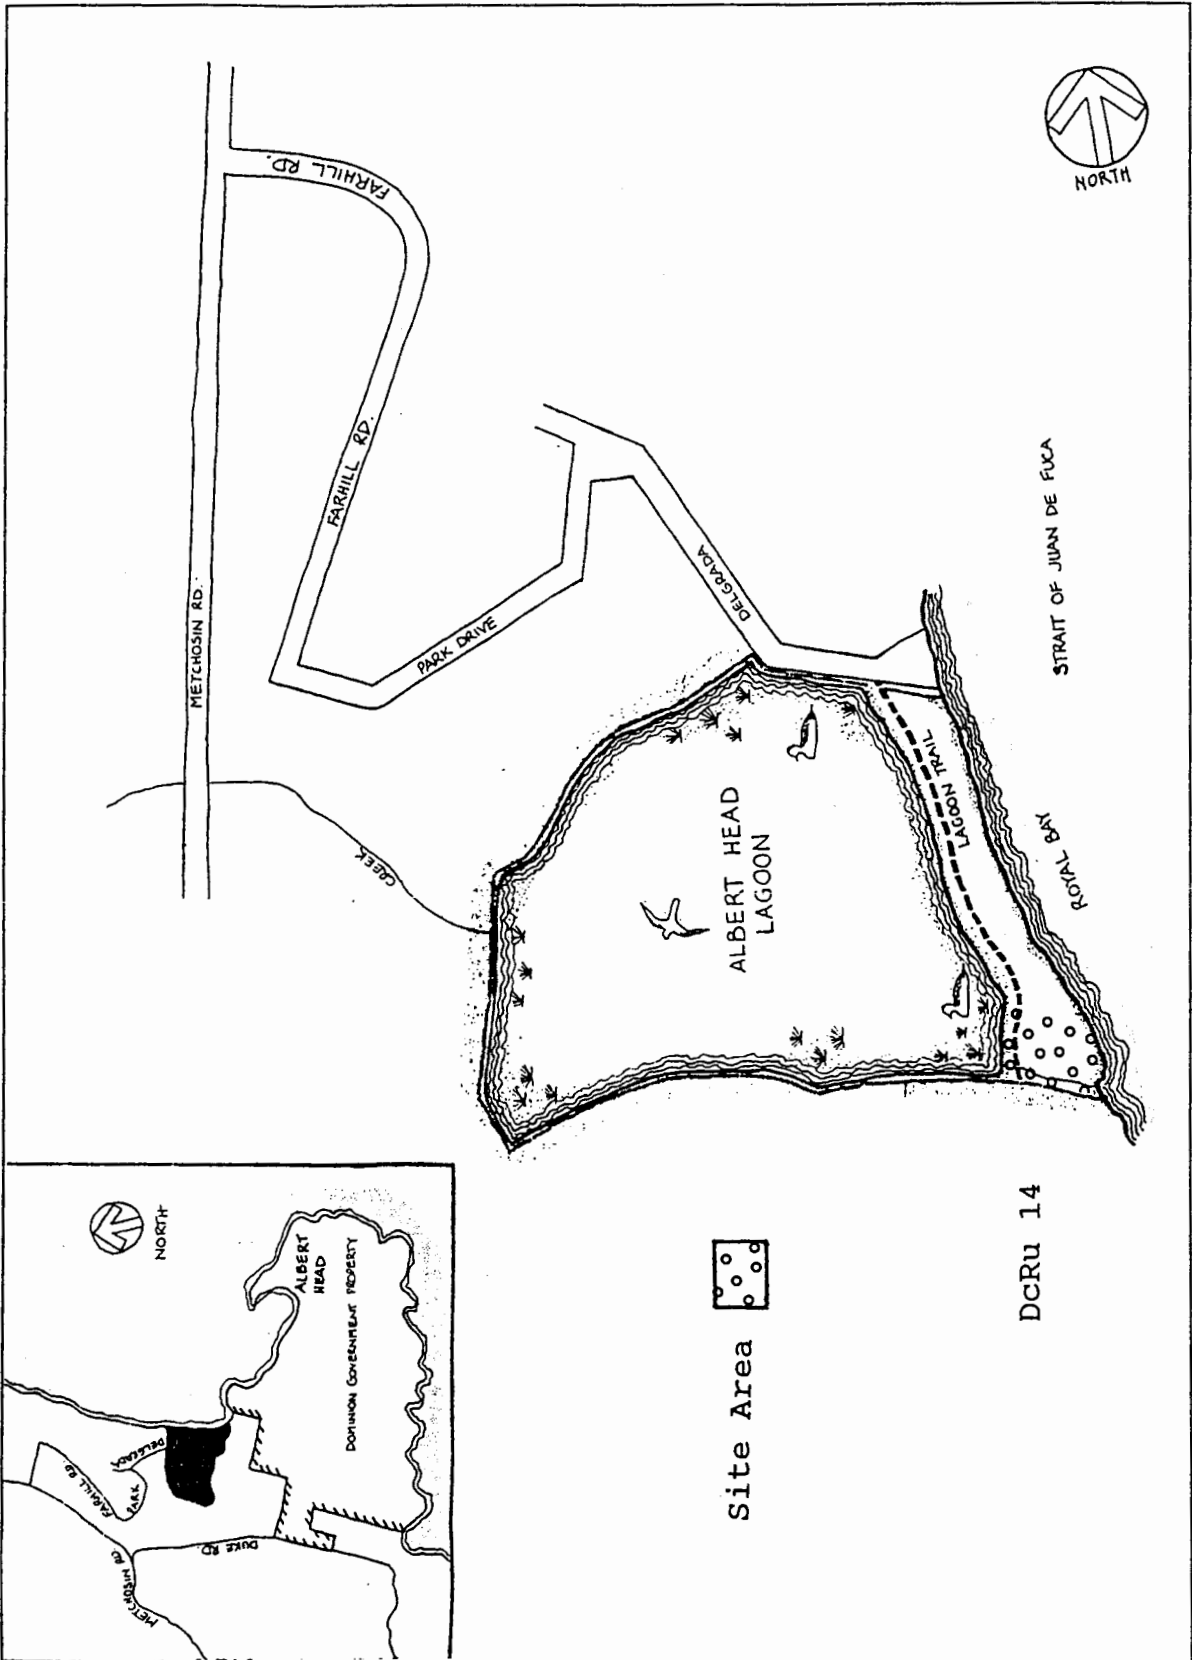 NORTH
FARHILL RD.
FARHILL RD.
METCHOSIN RD.
PARK DRIVE
DELGRADA
STRAIT OF JUAN DE FUCA
LAGOON TRAIL
ROYAL BAY
CREEK
ALBERT HEAD
LAGOON
NORTH
ALBERT
HEAD
DOMINION GOVERNMENT PROPERTY
DELGRADA
FARHILL RD.
PARK
METCHOSIN RD.
DUKE RD.
METCHOSIN
Site Area
DcRu 14